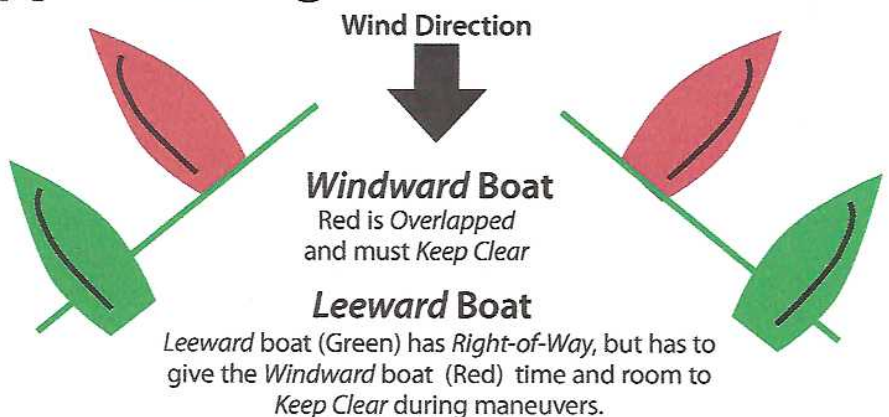 Wind Direction
Windward Boat
Red is Overlapped
and must Keep Clear
Leeward Boat
Leeward boat (Green) has Right-of-Way, but has to
give the Windward boat (Red) time and room to
Keep Clear during maneuvers.